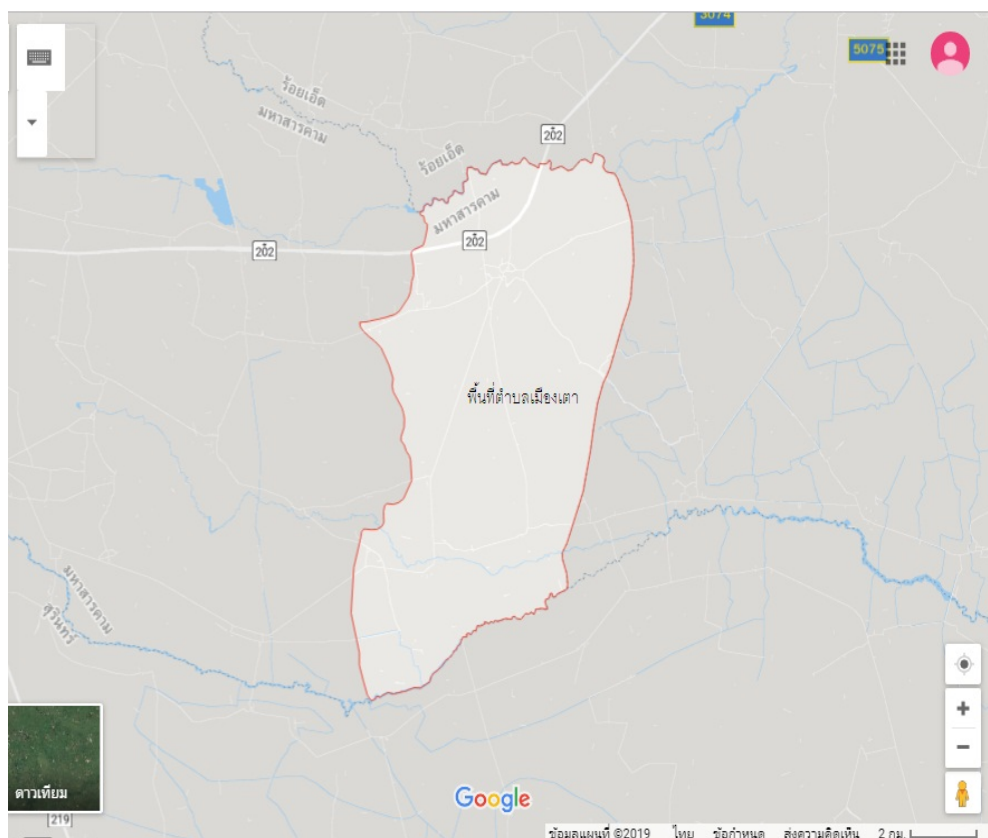 5074
5075
ร้อยเอ็ด
มหาสารคาม
202
ร้อยเอ็ด
มหาสารคาม
202
202
พื้นที่ตำบลเมืองเตา
มหาสารคาม
สุรินทร์
ดาวเทียม
Google
219
ข้อมูลแผนที่ ©2019 ไทย ข้อกำหนด ส่งความคิดเห็น 2 กม.